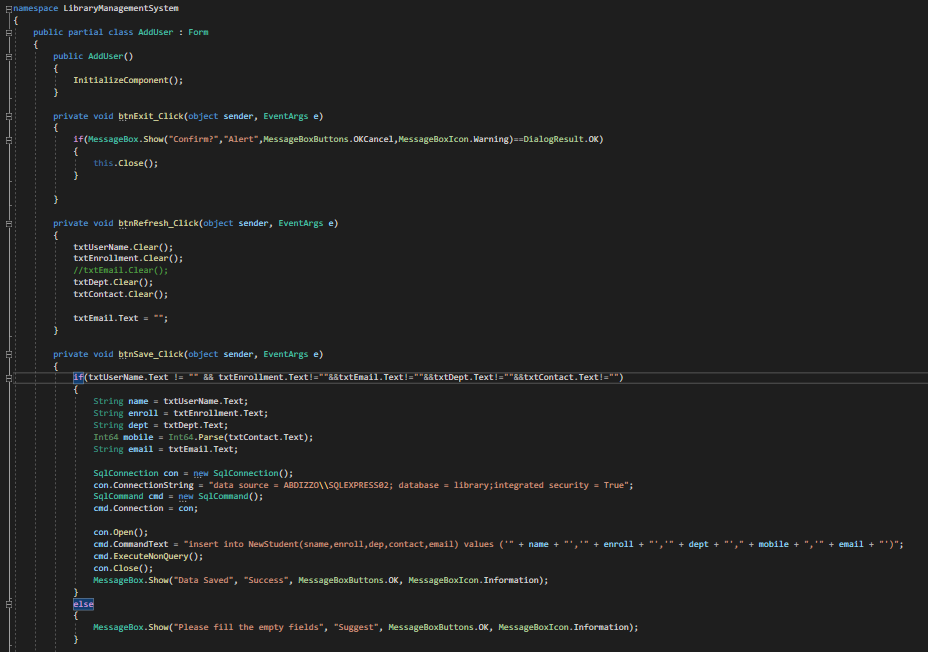 namespace LibraryManagementSystem
{
public partial class AddUser : Form
{
public AddUser()
{
InitializeComponent();
}
private void btnExit_Click(object sender, EventArgs e)
{
if(MessageBox.Show("Confirm?","Alert",MessageBoxButtons.OKCancel,MessageBoxIcon.Warning)==DialogResult.OK)
{
this.Close();
}
}
private void btnRefresh_Click(object sender, EventArgs e)
{
txtUserName.Clear();
txtEnrollment.Clear();
//txtEmail.Clear();
txtDept.Clear();
txtContact.Clear();
txtEmail.Text = "";
}
private void btnSave_Click(object sender, EventArgs e)
{
if(txtUserName.Text != "" && txtEnrollment.Text!=""&&txtEmail.Text!=""&&txtDept.Text!=""&&txtContact.Text!="")
{
String name = txtUserName.Text;
String enroll = txtEnrollment.Text;
String dept = txtDept.Text;
Int64 mobile = Int64.Parse(txtContact.Text);
String email = txtEmail.Text;
SqlConnection con = new SqlConnection();
con.ConnectionString = "data source = ABDIZZO\\SQLEXPRESS02; database = library;integrated security = True";
SqlCommand cmd = new SqlCommand();
cmd.Connection = con;
con.Open();
cmd.CommandText = "insert into NewStudent(sname,enroll,dep,contact,email) values ('" + name + "','" + enroll + "','" + dept + "'," + mobile + ",'" + email + "')";
cmd.ExecuteNonQuery();
con.Close();
MessageBox.Show("Data Saved", "Success", MessageBoxButtons.OK, MessageBoxIcon.Information);
}
else
{
MessageBox.Show("Please fill the empty fields", "Suggest", MessageBoxButtons.OK, MessageBoxIcon.Information);
}